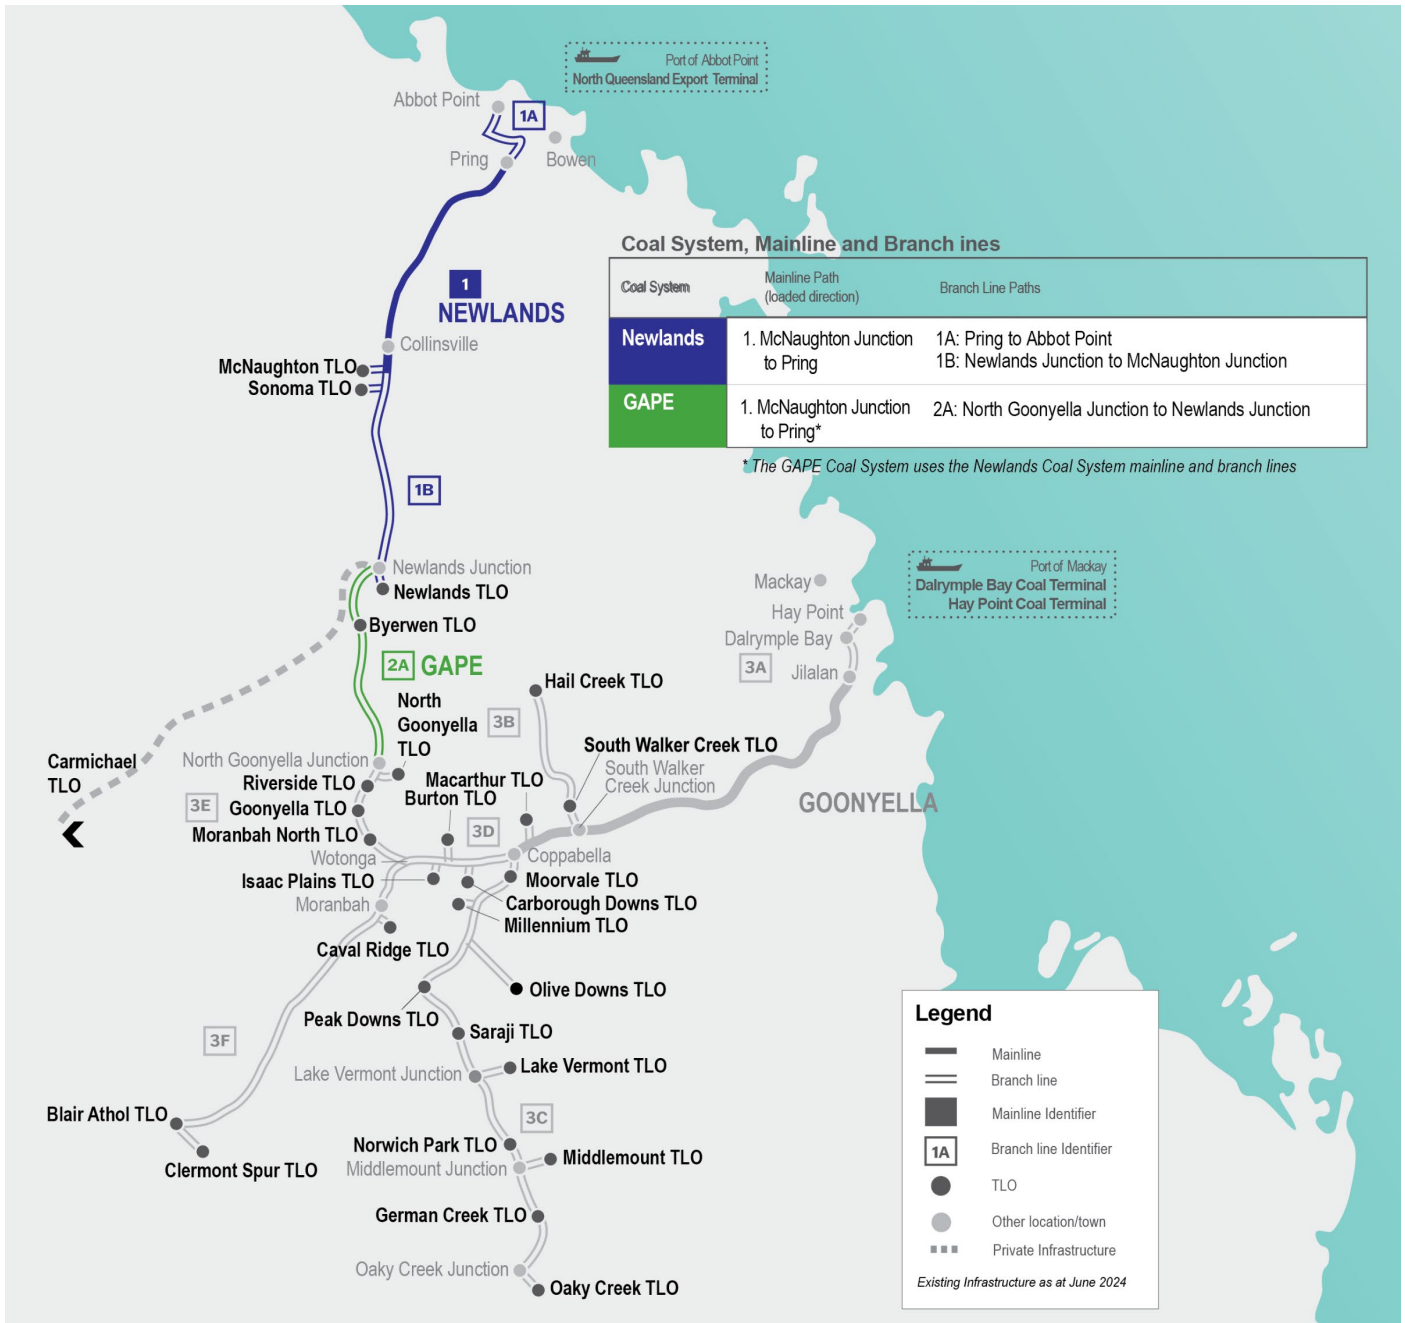 Port of Abbot Point
North Queensland Export Terminal
Abbot Point
1A
Pring
Bowen
Coal System, Mainline and Branch ines
Coal System
Mainline Path
(loaded direction)
Branch Line Paths
Newlands
1. McNaughton Junction
to Pring
1A: Pring to Abbot Point
1B: Newlands Junction to McNaughton Junction
GAPE
1. McNaughton Junction
to Pring*
2A: North Goonyella Junction to Newlands Junction
* The GAPE Coal System uses the Newlands Coal System mainline and branch lines
1
NEWLANDS
Collinsville
McNaughton TLO
Sonoma TLO
1B
Newlands Junction
Newlands TLO
Byerwen TLO
2A GAPE
Port of Mackay
Dalrymple Bay Coal Terminal
Hay Point Coal Terminal
Mackay
Hay Point
Dalrymple Bay
3A
Jilalan
Hail Creek TLO
3B
North
Goonyella
TLO
South Walker Creek TLO
South Walker
Creek Junction
Carmichael
TLO
North Goonyella Junction
Riverside TLO
Macarthur TLO
Burton TLO
GOONYELLA
3E
Goonyella TLO
3D
Moranbah North TLO
Wotonga
Coppabella
Isaac Plains TLO
Moorvale TLO
Moranbah
Carborough Downs TLO
Millennium TLO
Caval Ridge TLO
Olive Downs TLO
Peak Downs TLO
Saraji TLO
3F
Lake Vermont Junction
Lake Vermont TLO
Blair Athol TLO
3C
Norwich Park TLO
Clermont Spur TLO
Middlemount Junction
Middlemount TLO
German Creek TLO
Oaky Creek Junction
Oaky Creek TLO
Legend
Mainline
Branch line
Mainline Identifier
1A
Branch line Identifier
TLO
Other location/town
Private Infrastructure
Existing Infrastructure as at June 2024